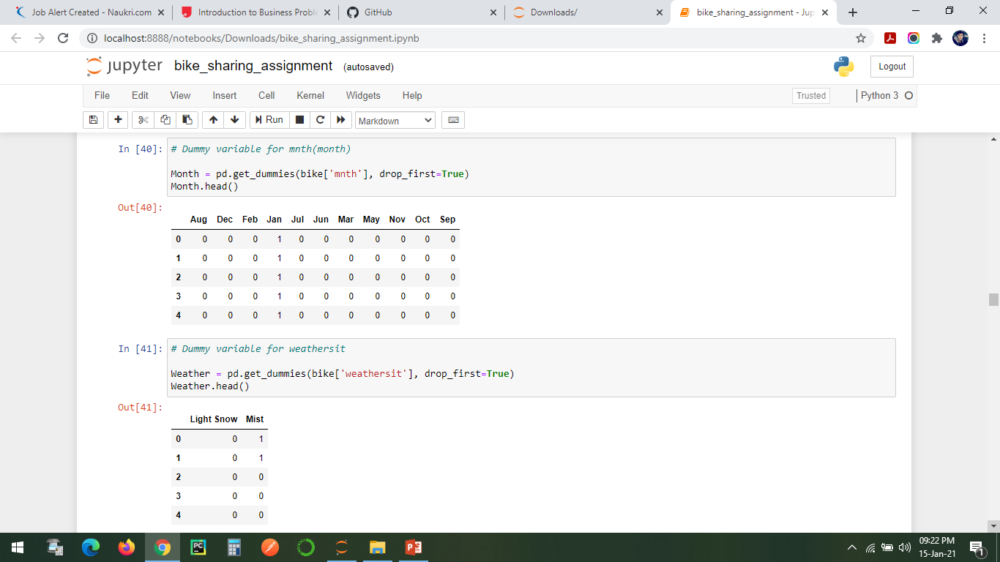 Job Alert Created - Naukri.com
Introduction to Business Proble
GitHub
Downloads/
bike_sharing_assignment - Jup
localhost:8888/notebooks/Downloads/bike_sharing_assignment.ipynb
jupyter bike_sharing_assignment (autosaved)
Logout
File Edit View Insert Cell Kernel Widgets Help
Trusted
Python 3
Run
Markdown
In [40]: # Dummy variable for mnth(month)
Month = pd.get_dummies(bike['mnth'], drop_first=True)
Month.head()
Out[40]:
Aug Dec Feb Jan Jul Jun Mar May Nov Oct Sep
0 0 0 0 1 0 0 0 0 0 0 0
1 0 0 0 1 0 0 0 0 0 0 0
2 0 0 0 1 0 0 0 0 0 0 0
3 0 0 0 1 0 0 0 0 0 0 0
4 0 0 0 1 0 0 0 0 0 0 0
In [41]: # Dummy variable for weathersit
Weather = pd.get_dummies(bike['weathersit'], drop_first=True)
Weather.head()
Out[41]:
Light Snow Mist
0 0 1
1 0 1
2 0 0
3 0 0
4 0 0
PC
P
09:22 PM
15-Jan-21
1